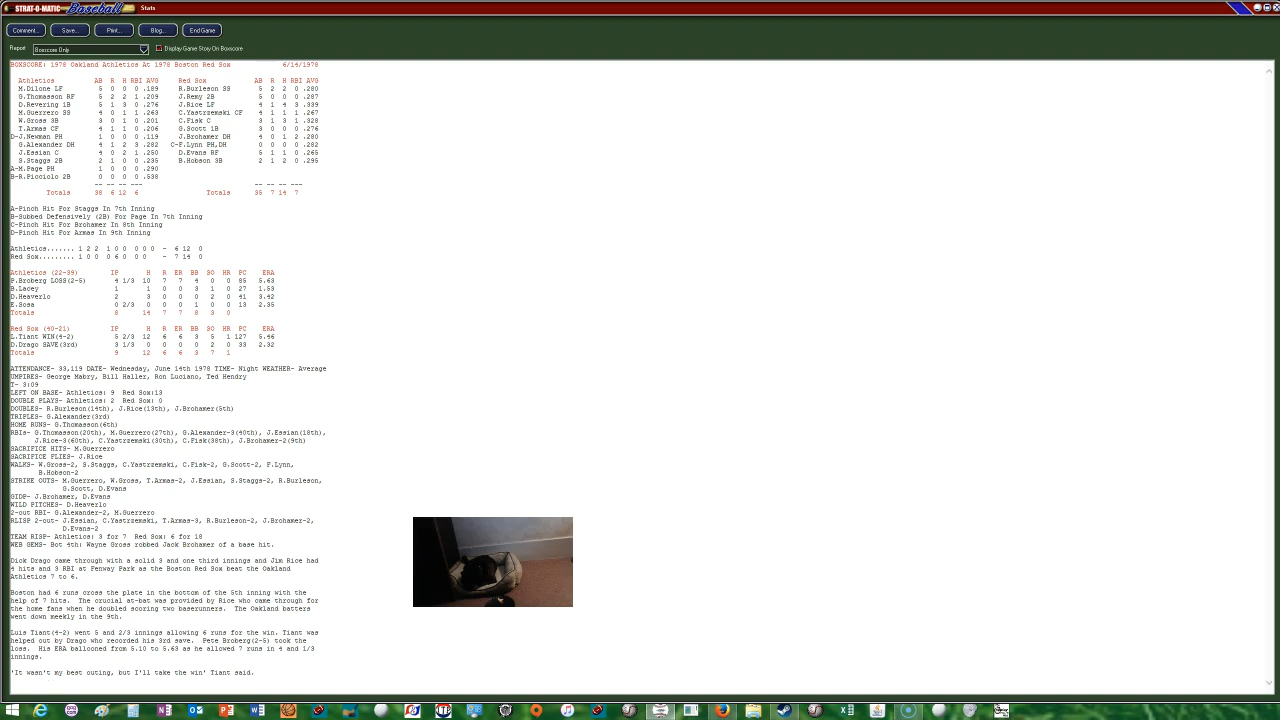 STRAT-O-MATIC Baseball Stats
Comment... Save... Print... Blog... End Game
Report Boxscore Only Display Game Story On Boxscore
BOXSCORE: 1978 Oakland Athletics At 1978 Boston Red Sox 6/14/1978
Athletics AB R H RBI AVG Red Sox AB R H RBI AVG
M.Dilone LF 5 0 0 0 .189 R.Burleson SS 5 2 2 0 .280
G.Thomasson RF 5 2 2 1 .209 J.Remy 2B 5 0 0 0 .287
D.Revering 1B 5 1 3 0 .276 J.Rice LF 4 1 4 3 .339
M.Guerrero SS 4 0 1 1 .263 C.Yastrzemski CF 4 1 1 1 .267
W.Gross 3B 3 0 1 0 .201 C.Fisk C 3 1 3 1 .328
T.Armas CF 4 1 1 0 .206 G.Scott 1B 3 0 0 0 .276
D-J.Newman PH 1 0 0 0 .119 J.Brohamer DH 4 0 1 2 .280
G.Alexander DH 4 1 2 3 .282 C-F.Lynn PH,DH 0 0 0 0 .282
J.Essian C 4 0 2 1 .250 D.Evans RF 5 1 1 0 .265
S.Staggs 2B 2 1 0 0 .235 B.Hobson 3B 2 1 2 0 .295
A-M.Page PH 1 0 0 0 .290
B-R.Picciolo 2B 0 0 0 0 .538
-- -- -- --- -- -- -- ---
Totals 38 6 12 6 Totals 35 7 14 7
A-Pinch Hit For Staggs In 7th Inning
B-Subbed Defensively (2B) For Page In 7th Inning
C-Pinch Hit For Brohamer In 8th Inning
D-Pinch Hit For Armas In 9th Inning
Athletics....... 1 2 2 1 0 0 0 0 0 - 6 12 0
Red Sox......... 1 0 0 0 6 0 0 0 - 7 14 0
Athletics (22-39) IP H R ER BB SO HR PC ERA
P.Broberg LOSS(2-5) 4 1/3 10 7 7 4 0 0 85 5.63
B.Lacey 1 1 0 0 3 1 0 27 1.53
D.Heaverlo 2 3 0 0 0 2 0 41 3.42
E.Sosa 0 2/3 0 0 0 1 0 0 13 2.35
Totals 8 14 7 7 8 3 0
Red Sox (40-21) IP H R ER BB SO HR PC ERA
L.Tiant WIN(4-2) 5 2/3 12 6 6 3 5 1 127 5.46
D.Drago SAVE(3rd) 3 1/3 0 0 0 0 2 0 33 2.32
Totals 9 12 6 6 3 7 1
ATTENDANCE- 33,119 DATE- Wednesday, June 14th 1978 TIME- Night WEATHER- Average
UMPIRES- George Mabry, Bill Haller, Ron Luciano, Ted Hendry
T- 3:09
LEFT ON BASE- Athletics: 9 Red Sox:13
DOUBLE PLAYS- Athletics: 2 Red Sox: 0
DOUBLES- R.Burleson(14th), J.Rice(13th), J.Brohamer(5th)
TRIPLES- G.Alexander(3rd)
HOME RUNS- G.Thomasson(6th)
RBIs- G.Thomasson(20th), M.Guerrero(27th), G.Alexander-3(40th), J.Essian(18th),
J.Rice-3(60th), C.Yastrzemski(30th), C.Fisk(38th), J.Brohamer-2(9th)
SACRIFICE HITS- M.Guerrero
SACRIFICE FLIES- J.Rice
WALKS- W.Gross-2, S.Staggs, C.Yastrzemski, C.Fisk-2, G.Scott-2, F.Lynn,
B.Hobson-2
STRIKE OUTS- M.Guerrero, W.Gross, T.Armas-2, J.Essian, S.Staggs-2, R.Burleson,
G.Scott, D.Evans
GIDP- J.Brohamer, D.Evans
WILD PITCHES- D.Heaverlo
2-out RBI- G.Alexander-2, M.Guerrero
RLISP 2-out- J.Essian, C.Yastrzemski, T.Armas-3, R.Burleson-2, J.Brohamer-2,
D.Evans-2
TEAM RISP- Athletics: 3 for 7 Red Sox: 6 for 18
WEB GEMS- Bot 4th: Wayne Gross robbed Jack Brohamer of a base hit.
Dick Drago came through with a solid 3 and one third innings and Jim Rice had
4 hits and 3 RBI at Fenway Park as the Boston Red Sox beat the Oakland
Athletics 7 to 6.
Boston had 6 runs cross the plate in the bottom of the 5th inning with the
help of 7 hits. The crucial at-bat was provided by Rice who came through for
the home fans when he doubled scoring two baserunners. The Oakland batters
went down meekly in the 9th.
Luis Tiant(4-2) went 5 and 2/3 innings allowing 6 runs for the win. Tiant was
helped out by Drago who recorded his 3rd save. Pete Broberg(2-5) took the
loss. His ERA ballooned from 5.10 to 5.63 as he allowed 7 runs in 4 and 1/3
innings.
'It wasn't my best outing, but I'll take the win' Tiant said.